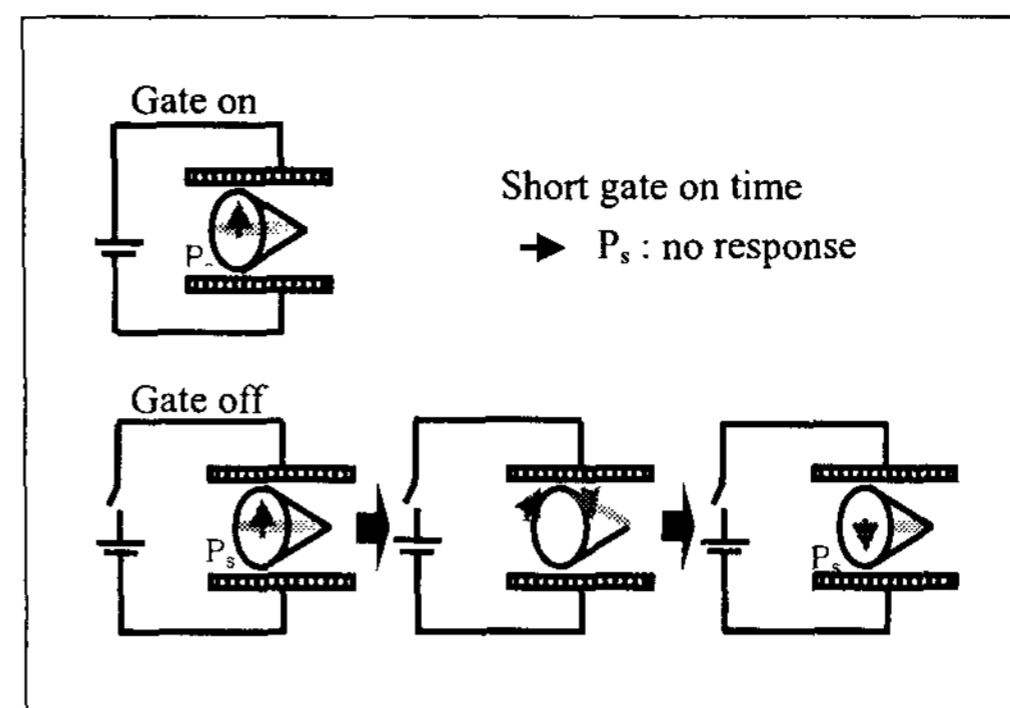 Gate on
Short gate on time
P_s : no response
Gate off
P_s
P_s